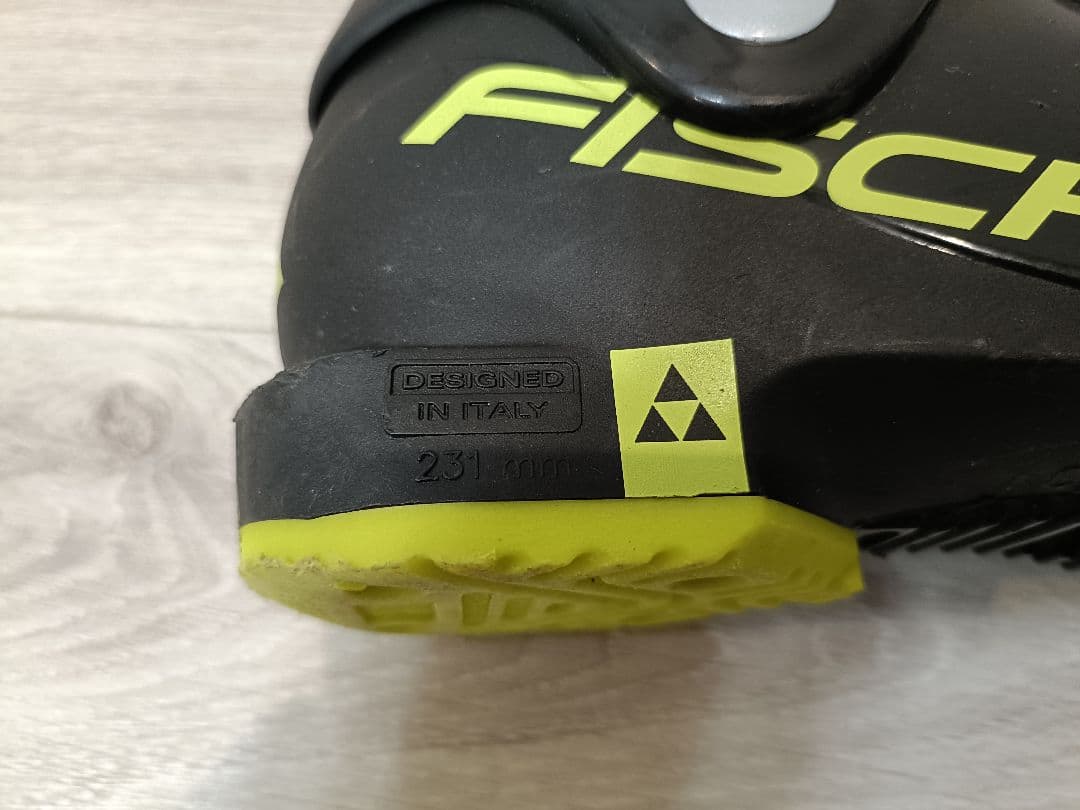 FISCH
DESIGNED
IN ITALY
231 mm